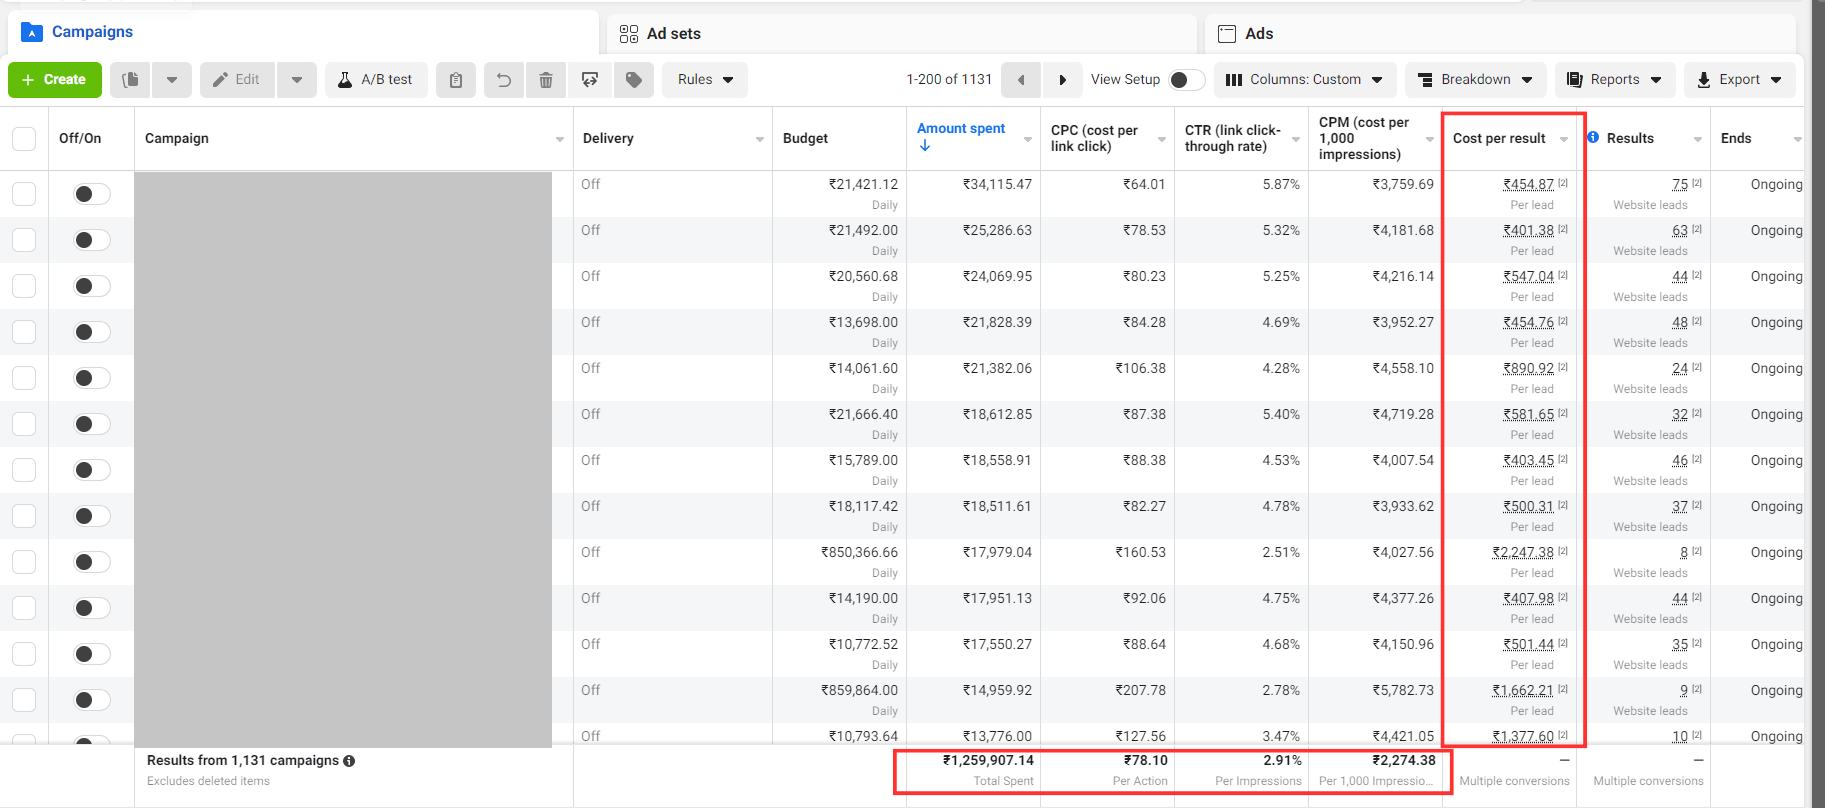 Campaigns
Ad sets
Ads
+ Create
Edit
A/B test
Rules
1-200 of 1131
View Setup
Columns: Custom
Breakdown
Reports
Export
Off/On Campaign Delivery Budget Amount spent ↓ CPC (cost per link click) CTR (link click-through rate) CPM (cost per 1,000 impressions) Cost per result Results Ends
Off ₹21,421.12 ₹34,115.47 ₹64.01 5.87% ₹3,759.69 ₹454.87 [2] 75 [2] Ongoing
Daily Per lead Website leads
Off ₹21,492.00 ₹25,286.63 ₹78.53 5.32% ₹4,181.68 ₹401.38 [2] 63 [2] Ongoing
Daily Per lead Website leads
Off ₹20,560.68 ₹24,069.95 ₹80.23 5.25% ₹4,216.14 ₹547.04 [2] 44 [2] Ongoing
Daily Per lead Website leads
Off ₹13,698.00 ₹21,828.39 ₹84.28 4.69% ₹3,952.27 ₹454.76 [2] 48 [2] Ongoing
Daily Per lead Website leads
Off ₹14,061.60 ₹21,382.06 ₹106.38 4.28% ₹4,558.10 ₹890.92 [2] 24 [2] Ongoing
Daily Per lead Website leads
Off ₹21,666.40 ₹18,612.85 ₹87.38 5.40% ₹4,719.28 ₹581.65 [2] 32 [2] Ongoing
Daily Per lead Website leads
Off ₹15,789.00 ₹18,558.91 ₹88.38 4.53% ₹4,007.54 ₹403.45 [2] 46 [2] Ongoing
Daily Per lead Website leads
Off ₹18,117.42 ₹18,511.61 ₹82.27 4.78% ₹3,933.62 ₹500.31 [2] 37 [2] Ongoing
Daily Per lead Website leads
Off ₹850,366.66 ₹17,979.04 ₹160.53 2.51% ₹4,027.56 ₹2,247.38 [2] 8 [2] Ongoing
Daily Per lead Website leads
Off ₹14,190.00 ₹17,951.13 ₹92.06 4.75% ₹4,377.26 ₹407.98 [2] 44 [2] Ongoing
Daily Per lead Website leads
Off ₹10,772.52 ₹17,550.27 ₹88.64 4.68% ₹4,150.96 ₹501.44 [2] 35 [2] Ongoing
Daily Per lead Website leads
Off ₹859,864.00 ₹14,959.92 ₹207.78 2.78% ₹5,782.73 ₹1,662.21 [2] 9 [2] Ongoing
Daily Per lead Website leads
Off ₹10,793.64 ₹13,776.00 ₹127.56 3.47% ₹4,421.05 ₹1,377.60 [2] 10 [2] Ongoing
Results from 1,131 campaigns ₹1,259,907.14 ₹78.10 2.91% ₹2,274.38 — —
Excludes deleted items Total Spent Per Action Per Impressions Per 1,000 Impressio... Multiple conversions Multiple conversions